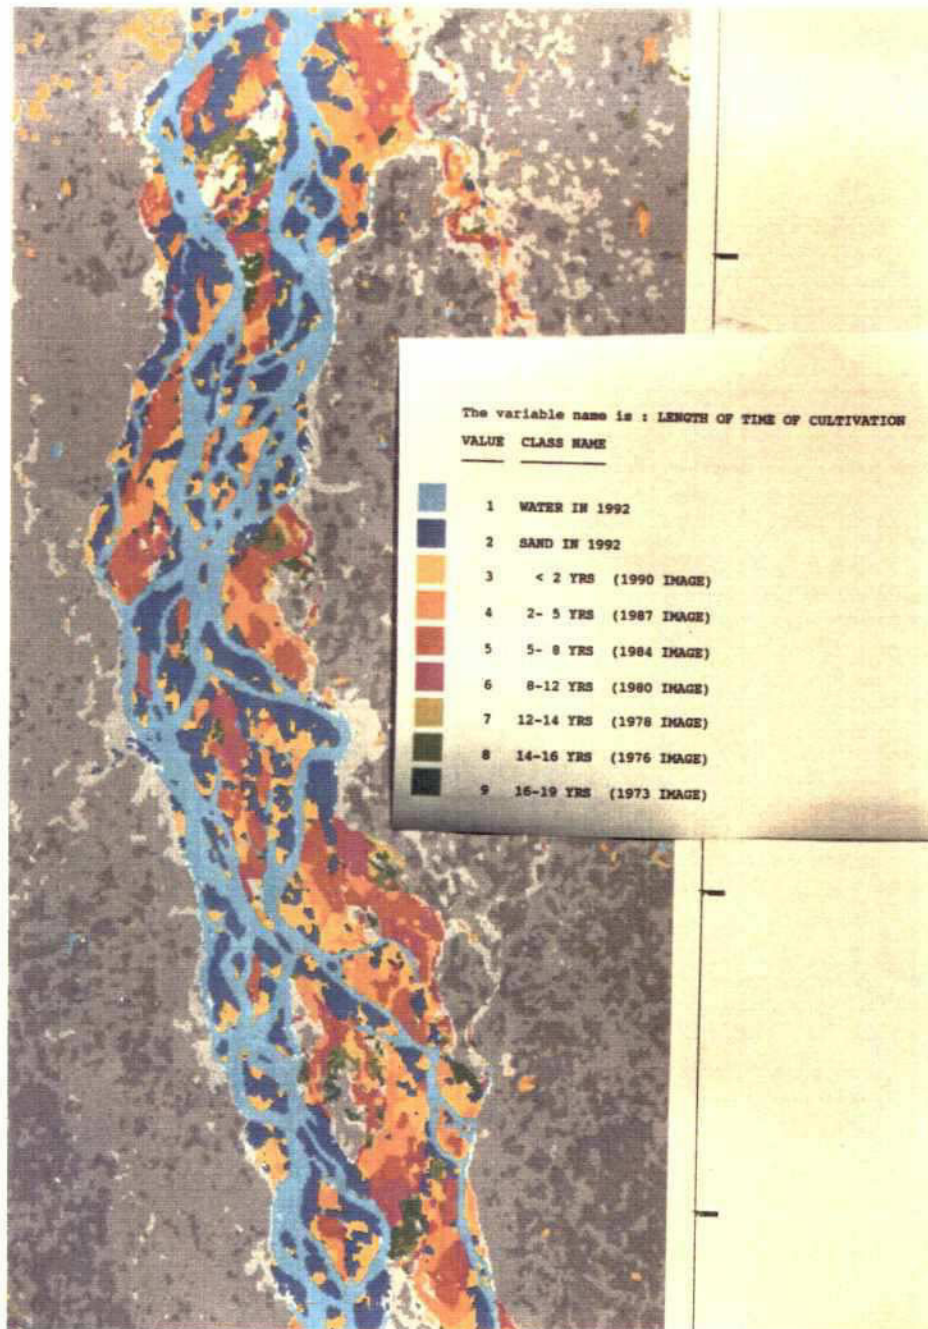 The variable name is : LENGTH OF TIME OF CULTIVATION
VALUE CLASS NAME
1 WATER IN 1992
2 SAND IN 1992
3 < 2 YRS (1990 IMAGE)
4 2- 5 YRS (1987 IMAGE)
5 5- 8 YRS (1984 IMAGE)
6 8-12 YRS (1980 IMAGE)
7 12-14 YRS (1978 IMAGE)
8 14-16 YRS (1976 IMAGE)
9 16-19 YRS (1973 IMAGE)